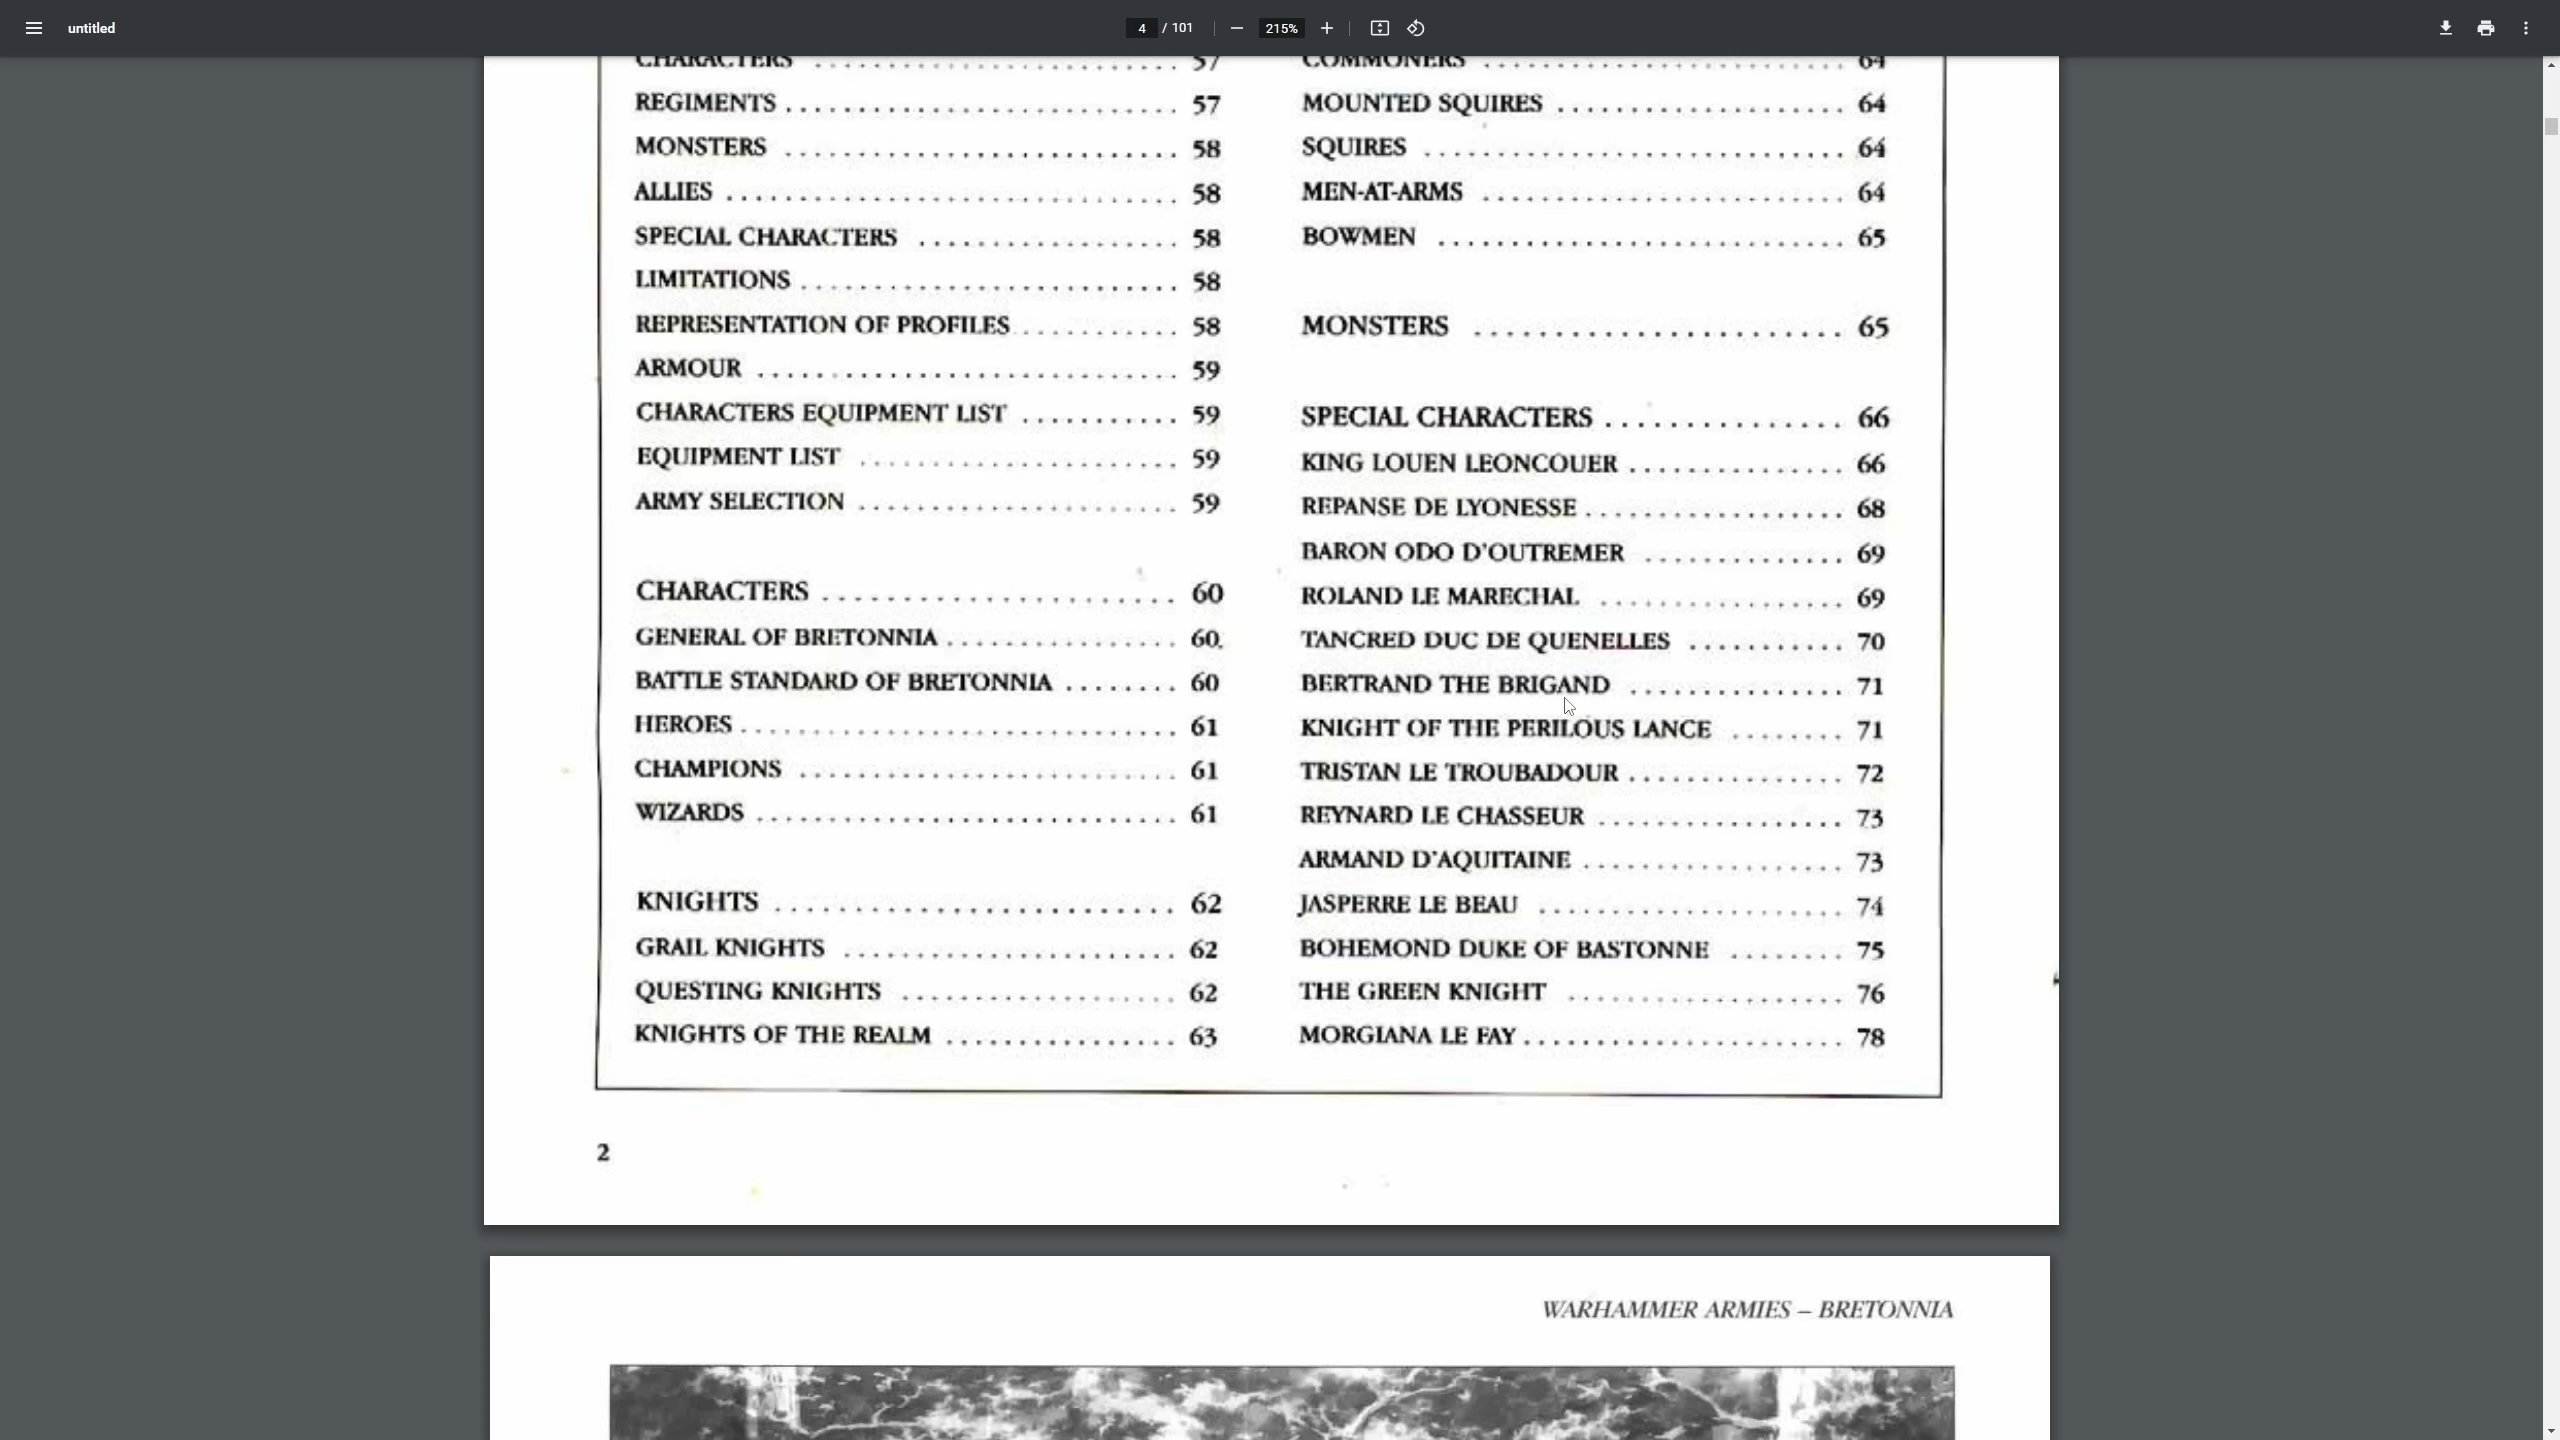 untitled
4 / 101
215%
CHARACTERS 57
REGIMENTS 57
MONSTERS 58
ALLIES 58
SPECIAL CHARACTERS 58
LIMITATIONS 58
REPRESENTATION OF PROFILES 58
ARMOUR 59
CHARACTERS EQUIPMENT LIST 59
EQUIPMENT LIST 59
ARMY SELECTION 59
CHARACTERS 60
GENERAL OF BRETONNIA 60
BATTLE STANDARD OF BRETONNIA 60
HEROES 61
CHAMPIONS 61
WIZARDS 61
KNIGHTS 62
GRAIL KNIGHTS 62
QUESTING KNIGHTS 62
KNIGHTS OF THE REALM 63
COMMONERS 64
MOUNTED SQUIRES 64
SQUIRES 64
MEN-AT-ARMS 64
BOWMEN 65
MONSTERS 65
SPECIAL CHARACTERS 66
KING LOUEN LEONCOUER 66
REPANSE DE LYONESSE 68
BARON ODO D'OUTREMER 69
ROLAND LE MARECHAL 69
TANCRED DUC DE QUENELLES 70
BERTRAND THE BRIGAND 71
KNIGHT OF THE PERILOUS LANCE 71
TRISTAN LE TROUBADOUR 72
REYNARD LE CHASSEUR 73
ARMAND D'AQUITAINE 73
JASPERRE LE BEAU 74
BOHEMOND DUKE OF BASTONNE 75
THE GREEN KNIGHT 76
MORGIANA LE FAY 78
2
WARHAMMER ARMIES – BRETONNIA